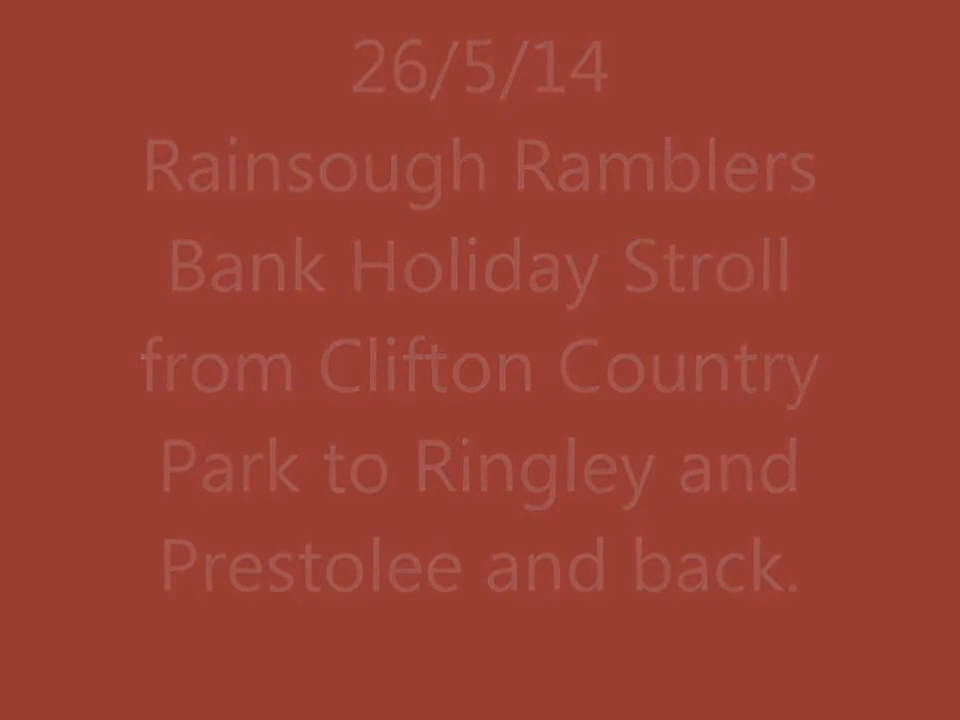 26/5/14
Rainsough Ramblers
Bank Holiday Stroll
from Clifton Country
Park to Ringley and
Prestolee and back.